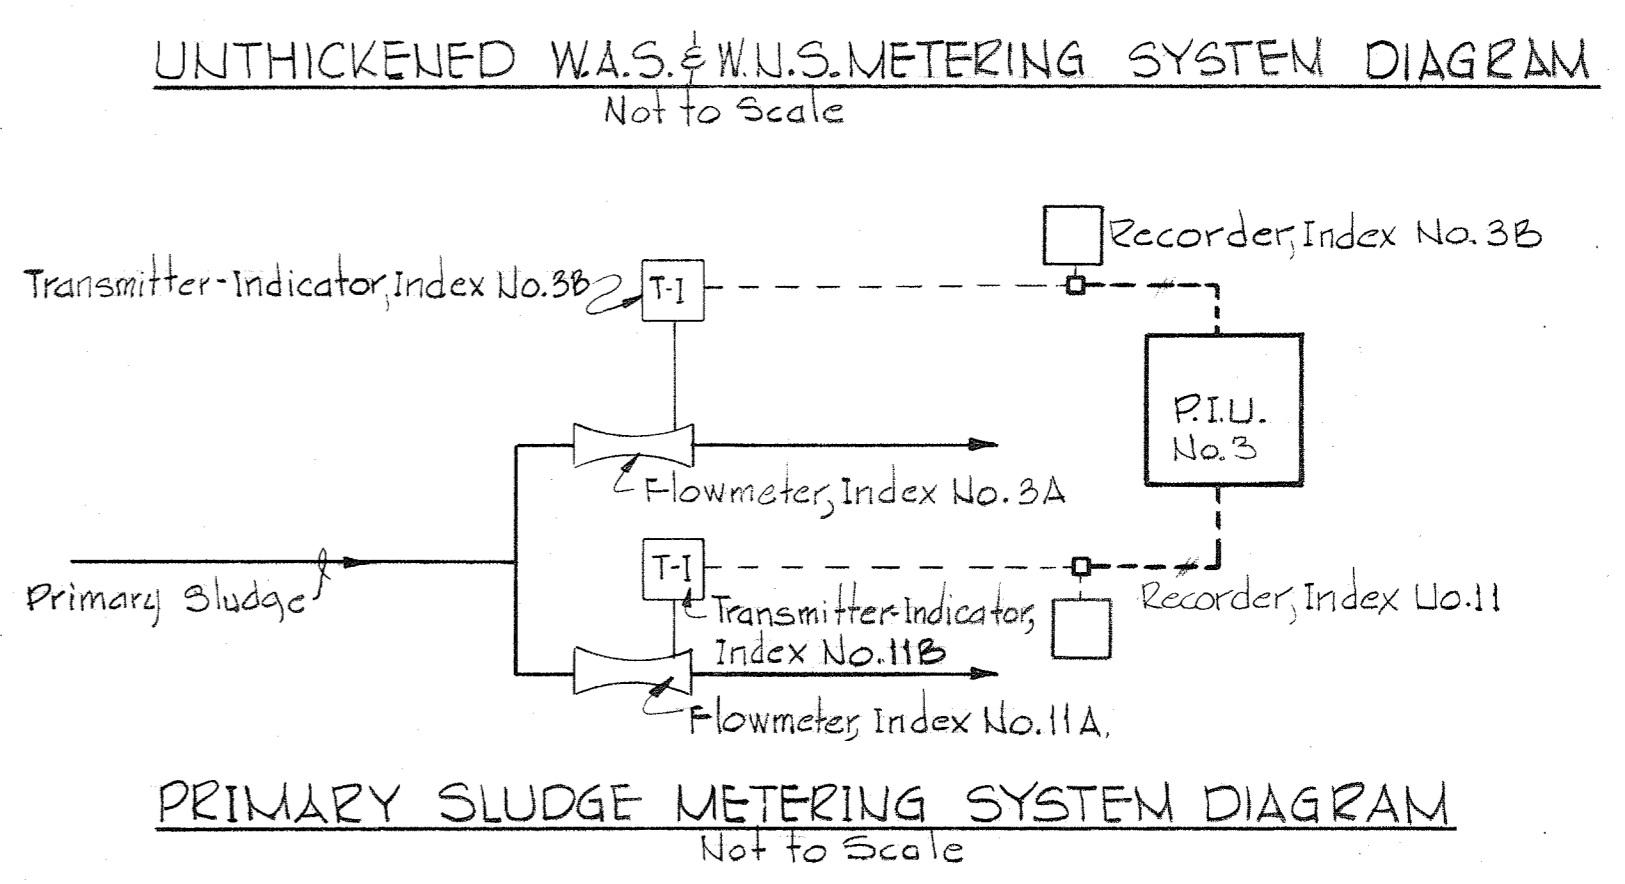 UNTHICKENED W.A.S. & W.N.S. METERING SYSTEM DIAGRAM
Not to Scale
Recorder, Index No. 3B
Transmitter-Indicator, Index No. 3B
T-I
P.I.U.
No. 3
Flowmeter, Index No. 3A
T-I
Primary Sludge
Recorder, Index No. 11
Transmitter-Indicator,
Index No. 11B
Flowmeter, Index No. 11A.
PRIMARY SLUDGE METERING SYSTEM DIAGRAM
Not to Scale